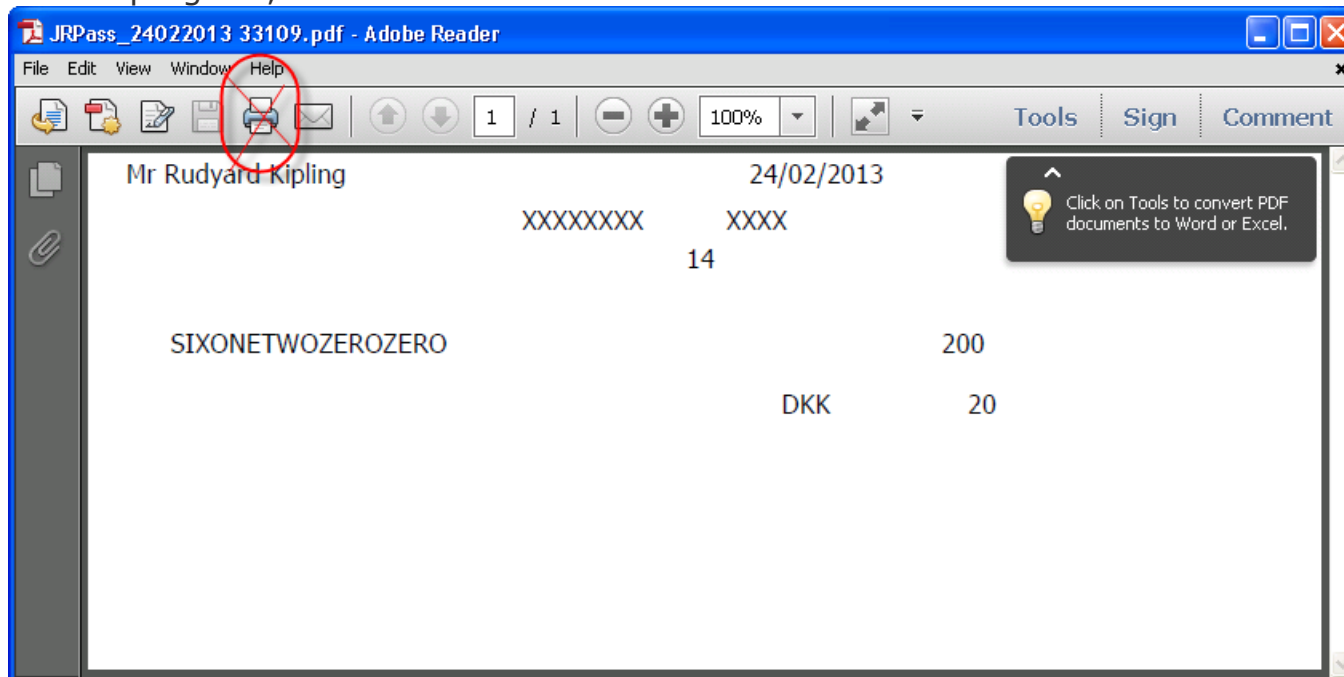 JRPass_24022013 33109.pdf - Adobe Reader
File Edit View Window Help
1 / 1 100% Tools Sign Comment
Mr Rudyard Kipling 24/02/2013
XXXXXXXX XXXX
14
SIXONETWOZEROZERO 200
DKK 20
Click on Tools to convert PDF
documents to Word or Excel.